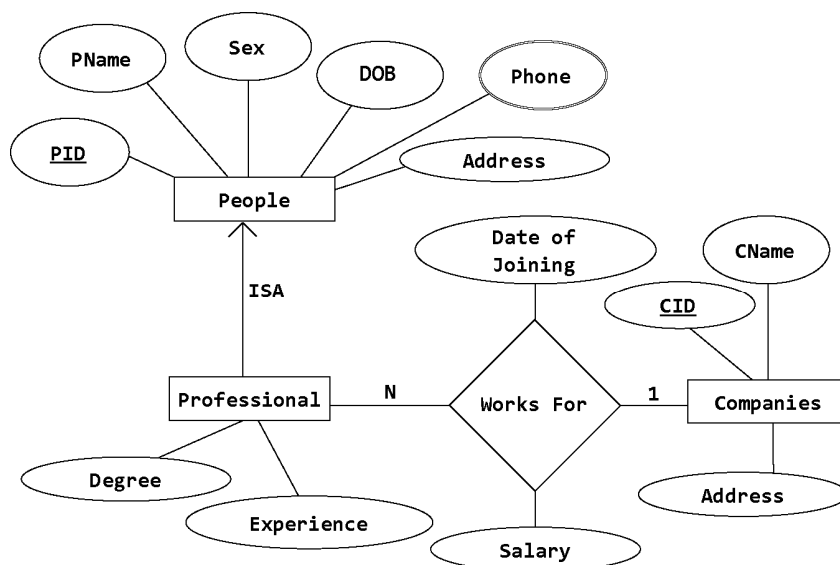 Sex
PName
DOB
Phone
PID
Address
People
Date of
Joining
CName
ISA
CID
Professional
N
Works For
1
Companies
Degree
Address
Experience
Salary